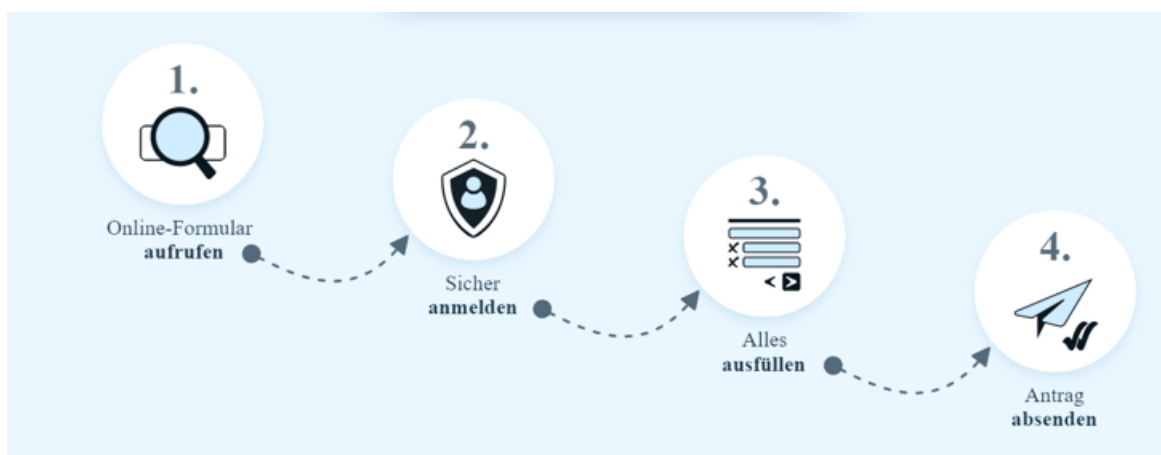 1.
Online-Formular
aufrufen
2.
Sicher
anmelden
3.
Alles
ausfüllen
4.
Antrag
absenden